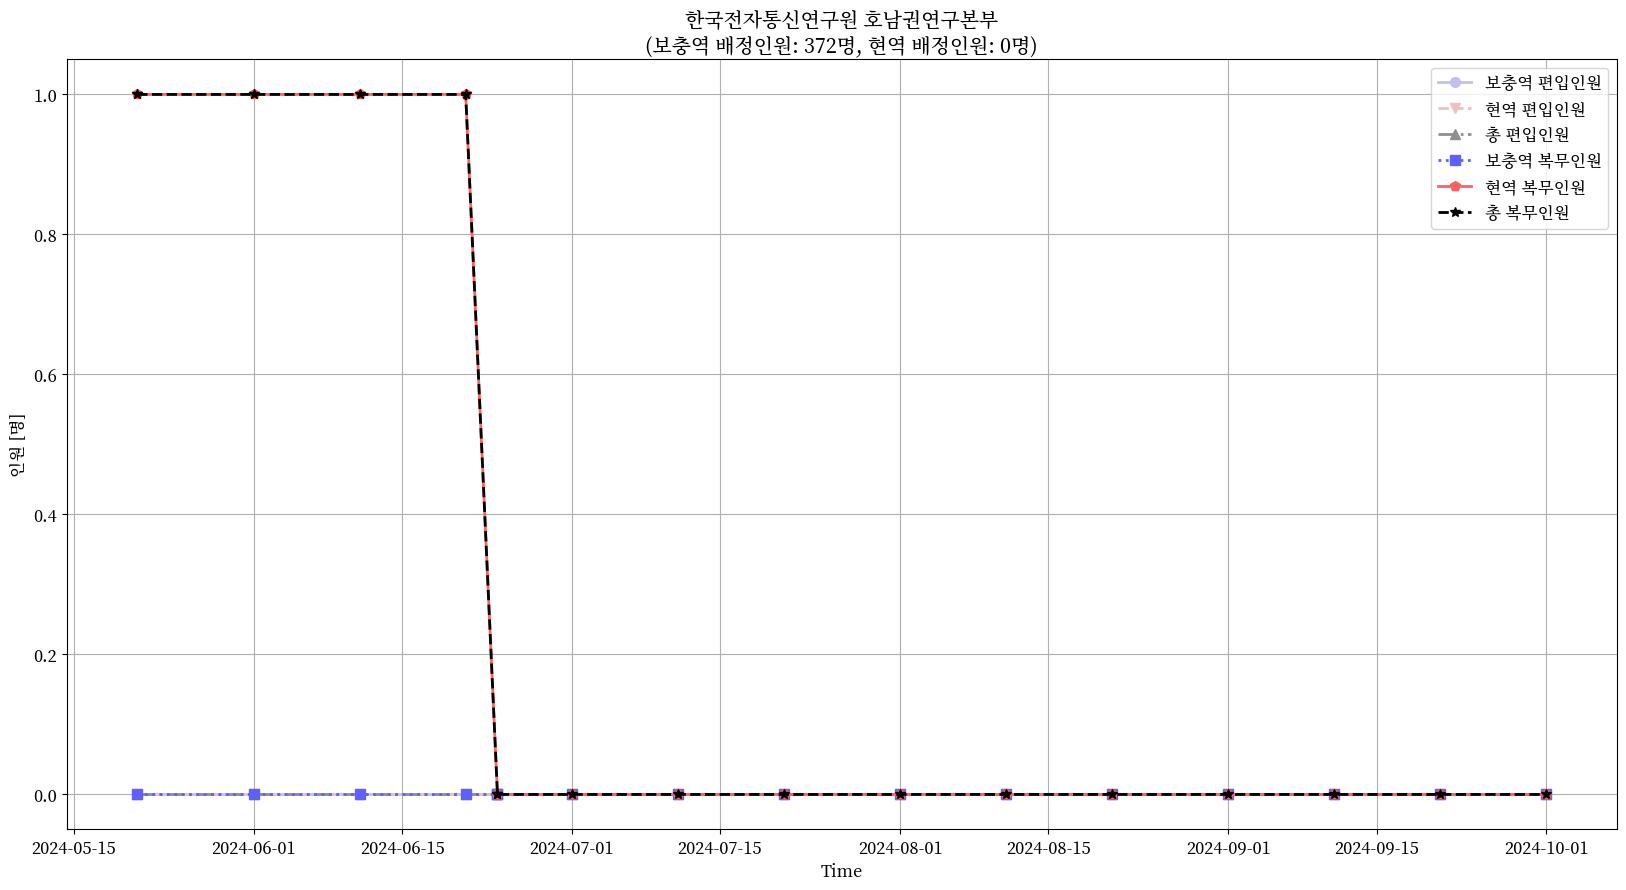 한국전자통신연구원 호남권연구본부
(보충역 배정인원: 372명, 현역 배정인원: 0명)
보충역 편입인원
현역 편입인원
총 편입인원
보충역 복무인원
현역 복무인원
총 복무인원
인원 [명]
1.0
0.8
0.6
0.4
0.2
0.0
2024-05-15
2024-06-01
2024-06-15
2024-07-01
2024-07-15
2024-08-01
2024-08-15
2024-09-01
2024-09-15
2024-10-01
Time